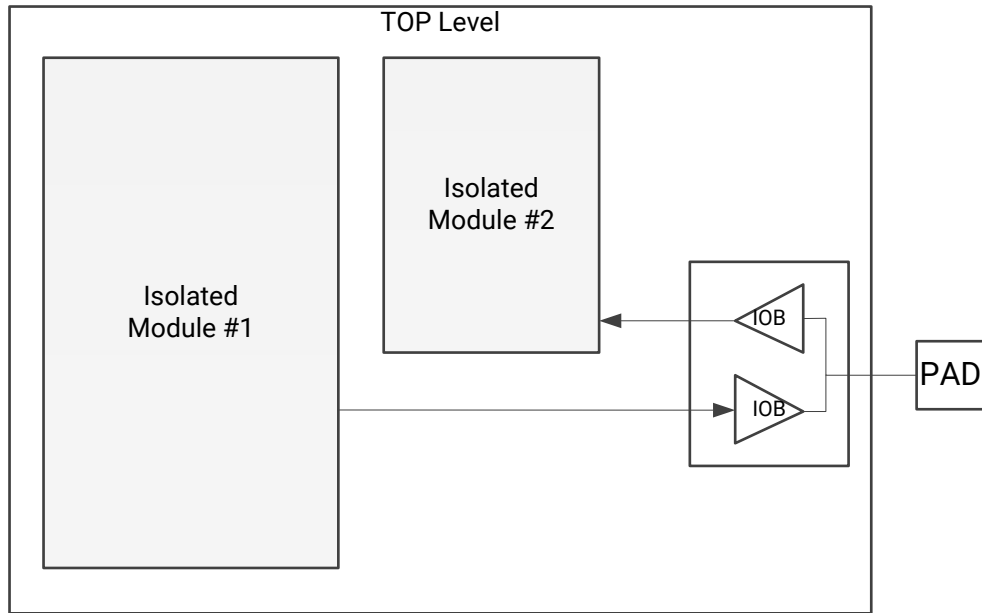 TOP Level
Isolated
Module #1
Isolated
Module #2
IOB
IOB
PAD